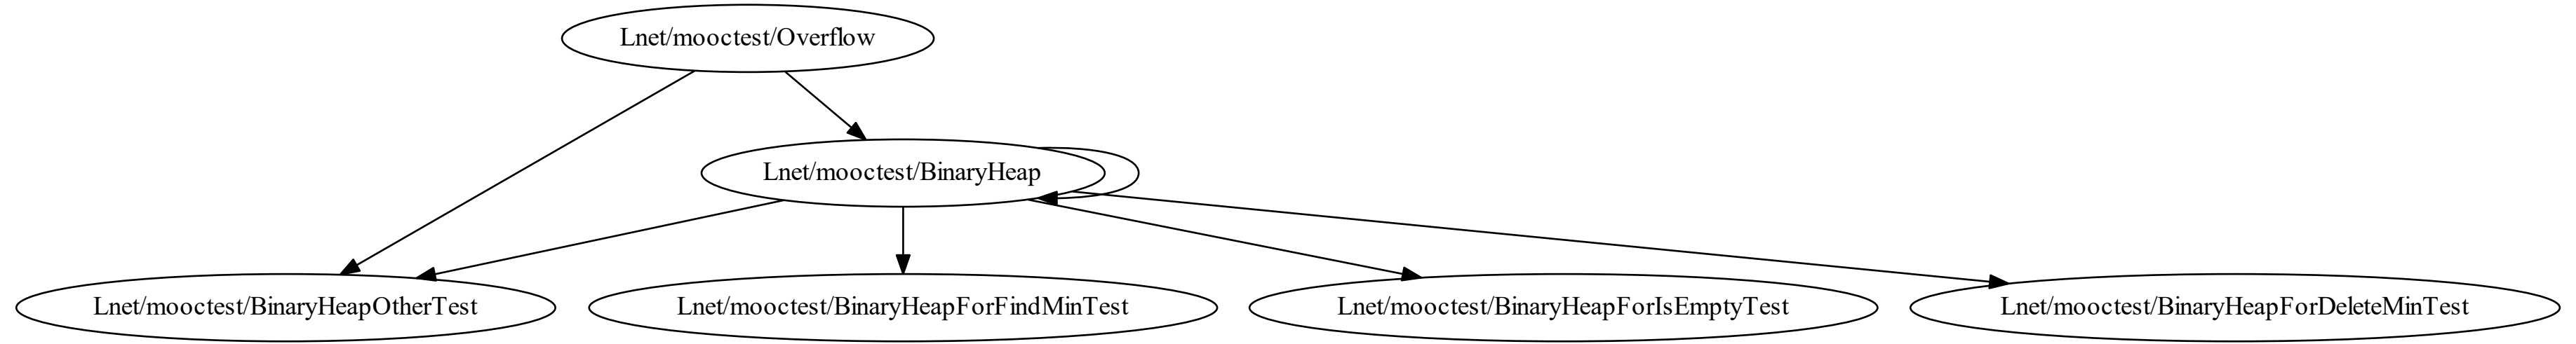 Lnet/mooctest/Overflow
Lnet/mooctest/BinaryHeap
Lnet/mooctest/BinaryHeapOtherTest
Lnet/mooctest/BinaryHeapForFindMinTest
Lnet/mooctest/BinaryHeapForIsEmptyTest
Lnet/mooctest/BinaryHeapForDeleteMinTest